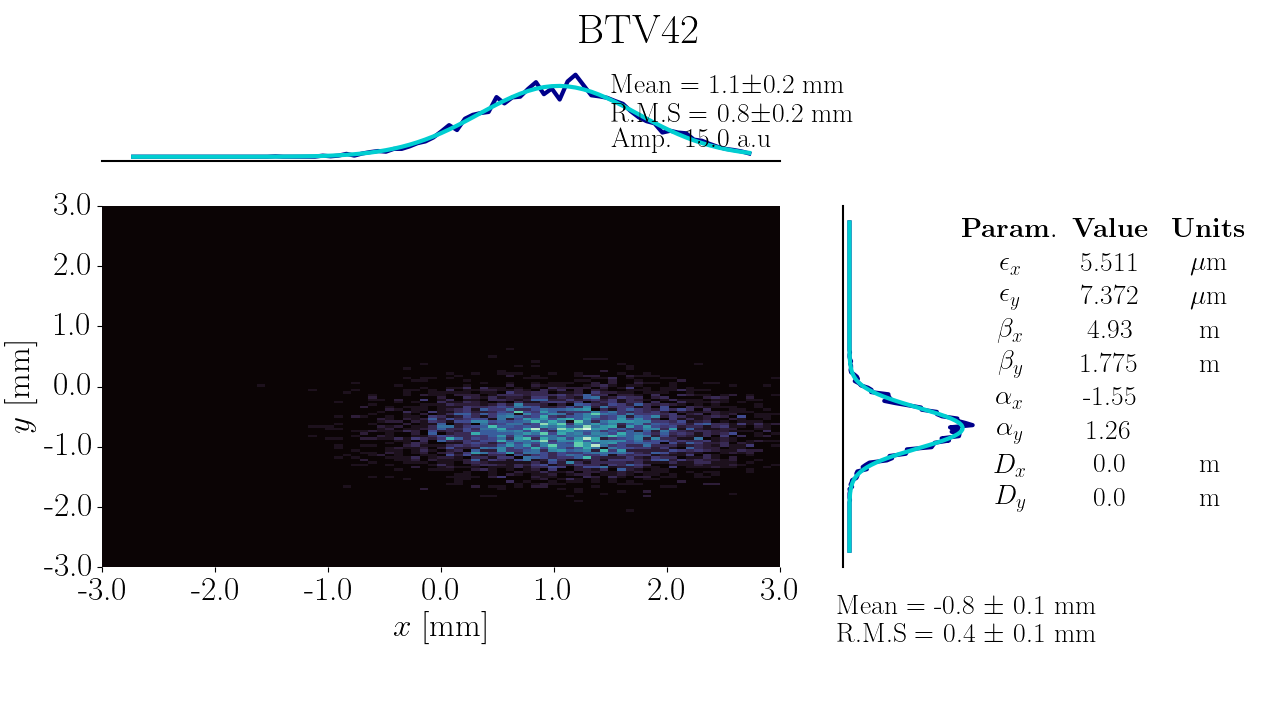 BTV42
Mean = 1.1±0.2 mm
R.M.S = 0.8±0.2 mm
Amp. 15.0 a.u
3.0
2.0
1.0
0.0
-1.0
-2.0
-3.0
y [mm]
-3.0 -2.0 -1.0 0.0 1.0 2.0 3.0
x [mm]
Param. Value Units
ϵx 5.511 μm
ϵy 7.372 μm
βx 4.93 m
βy 1.775 m
αx -1.55
αy 1.26
Dx 0.0 m
Dy 0.0 m
Mean = -0.8 ± 0.1 mm
R.M.S = 0.4 ± 0.1 mm